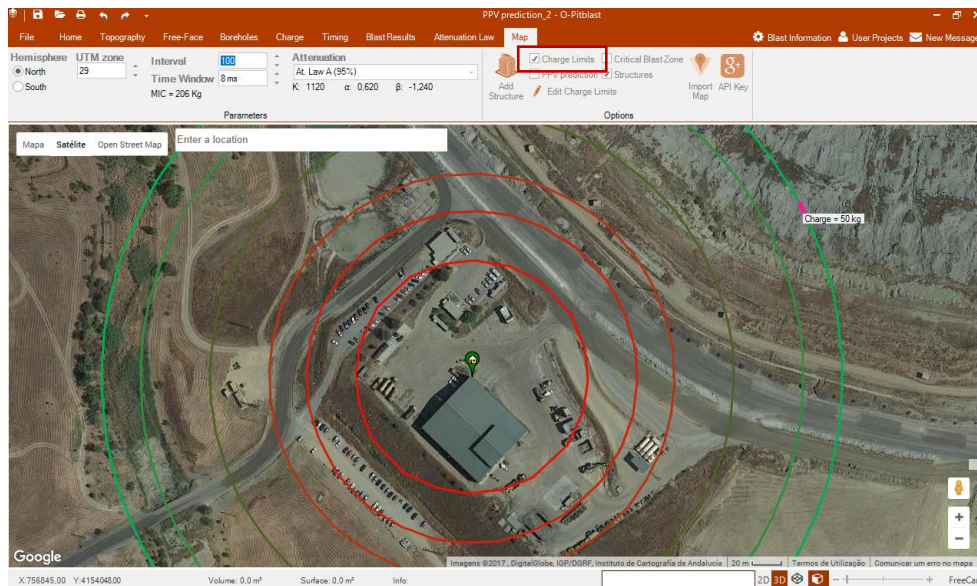 PPV prediction_2 - O-Pitblast
File Home Topography Free-Face Boreholes Charge Timing Blast Results Attenuation Law Map Blast Information User Projects New Message
Hemisphere UTM zone Interval 100 Attenuation Charge Limits Critical Blast Zone
North 29 Time Window 8 ms At. Law A (95%) PPV prediction Structures
South MIC = 206 Kg K: 1120 α: 0,620 β: -1,240 Add Structure Edit Charge Limits Import Map API Key
Parameters Options
Mapa Satélite Open Street Map Enter a location
Charge = 50 kg
Google
Imagens ©2017 , DigitalGlobe, IGP/DGRF, Instituto de Cartografía de Andalucía 20 m Termos de Utilização Comunicar um erro no mapa
X:756845,00 Y:4154048,00 Volume: 0,0 m³ Surface: 0,0 m² Info: 2D 3D